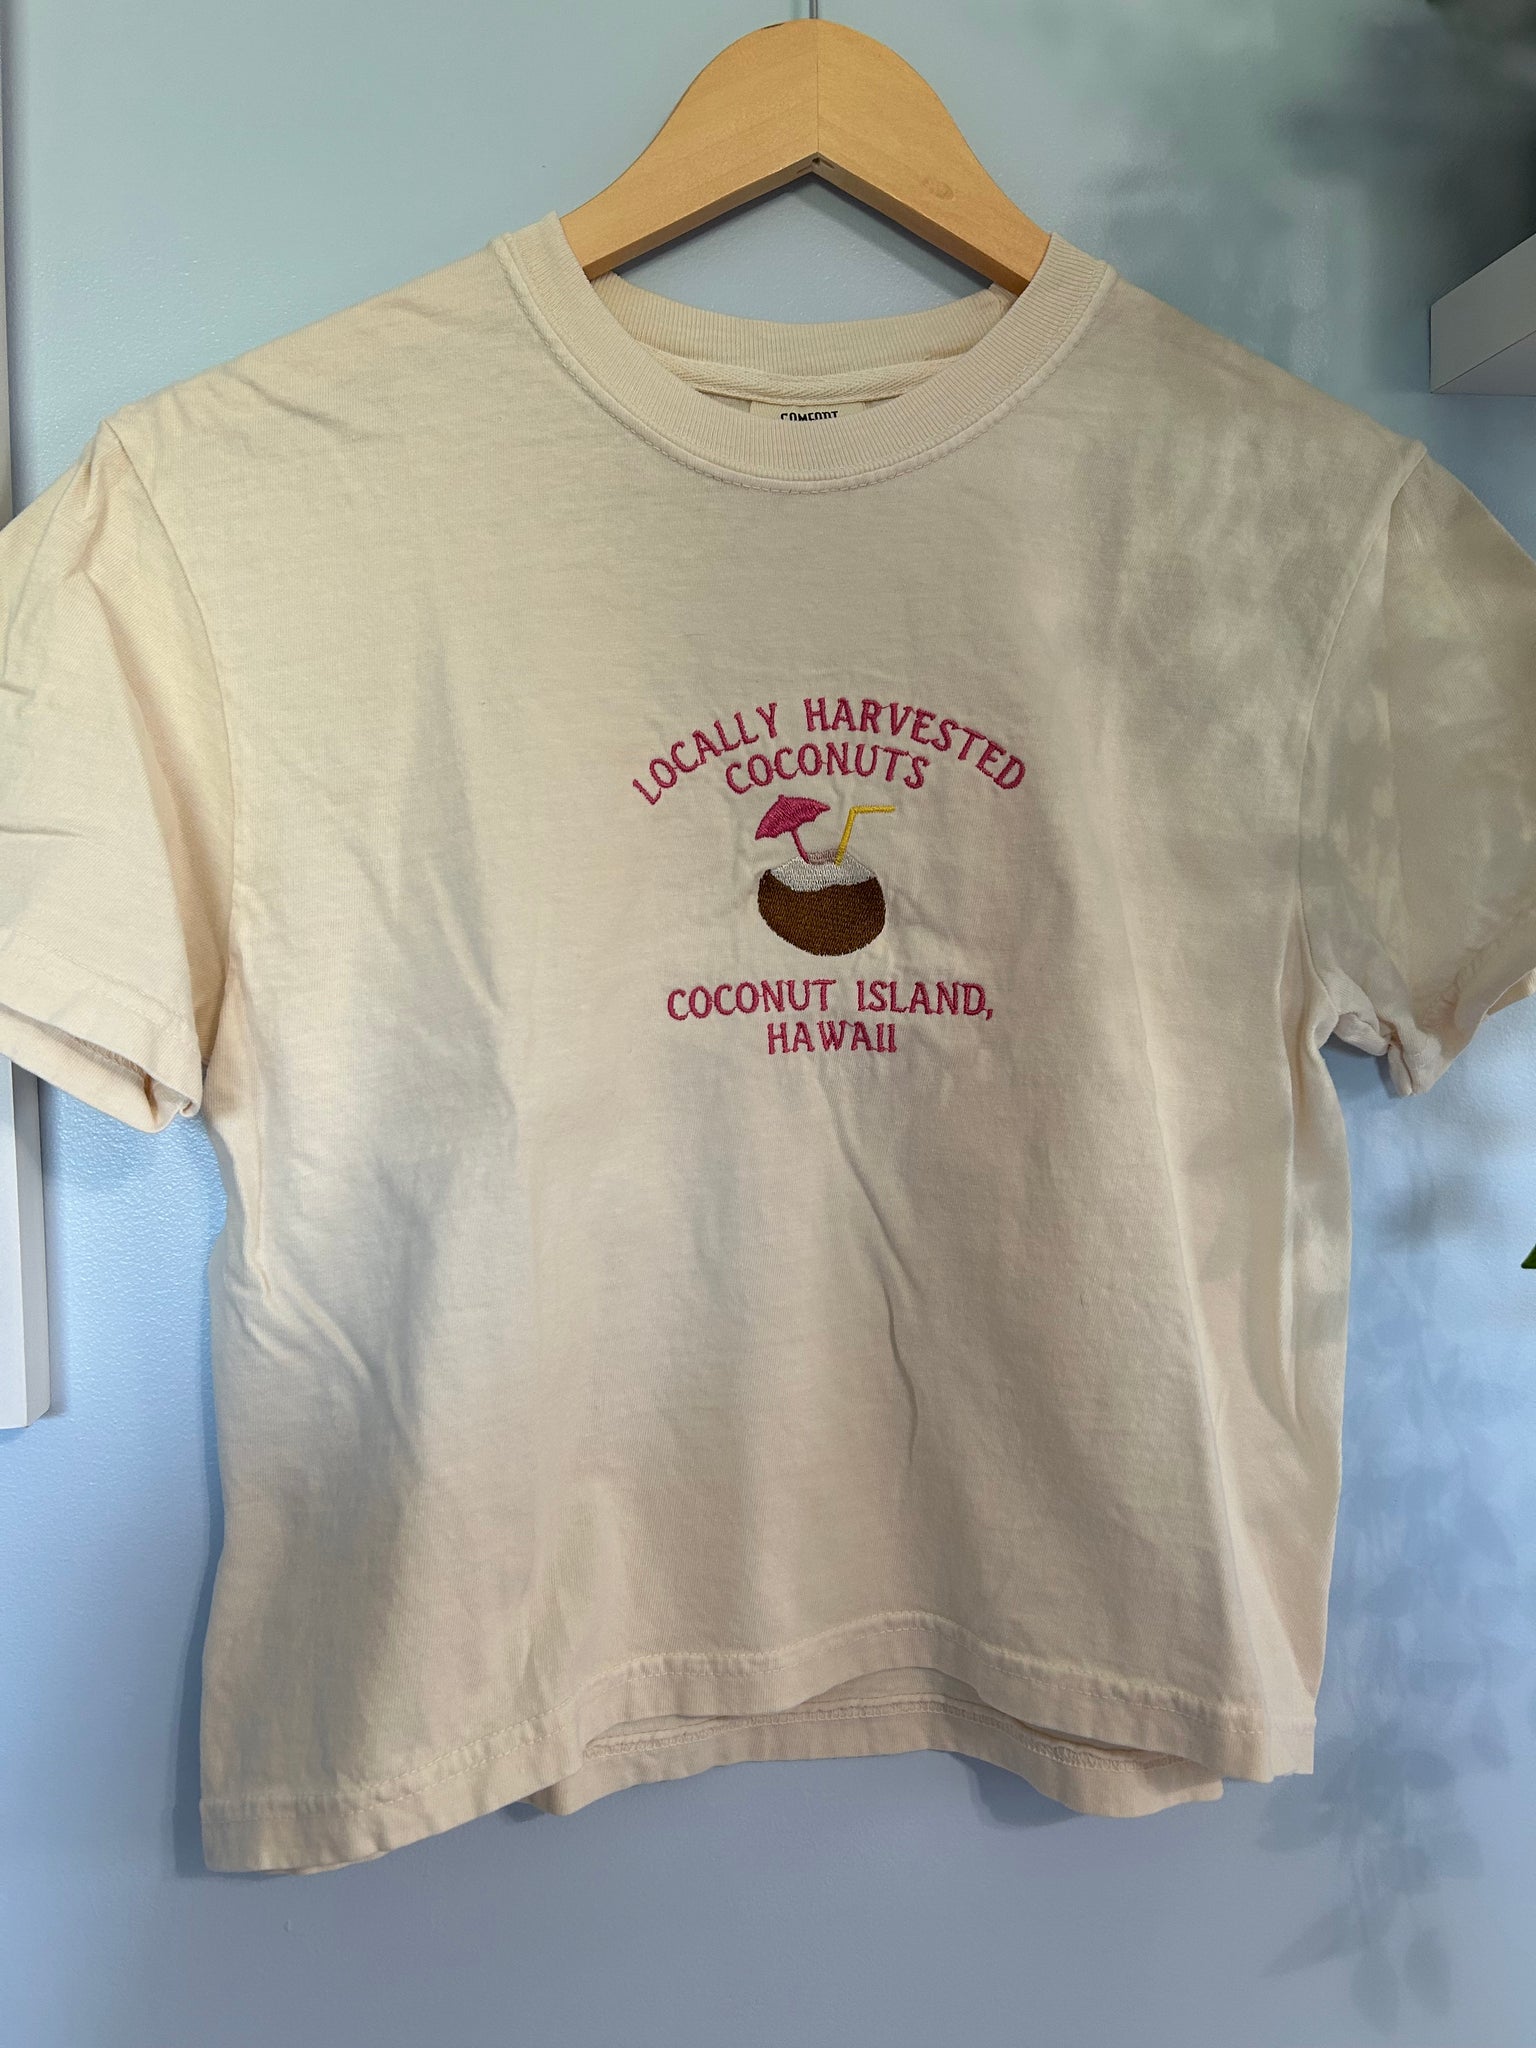 COMFORT
LOCALLY HARVESTED
COCONUTS
COCONUT ISLAND,
HAWAII